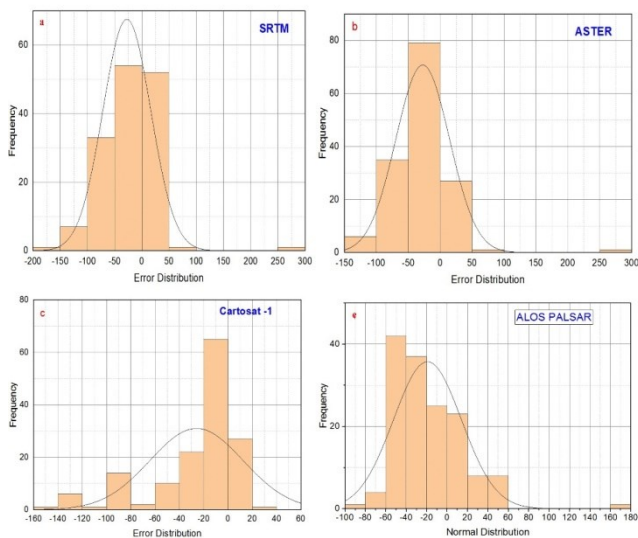 a
SRTM
60
40
20
0
Frequency
-200 -150 -100 -50 0 50 100 150 200 250 300
Error Distribution
b
ASTER
80
60
40
20
0
Frequency
-150 -100 -50 0 50 100 150 200 250 300
Error Distribution
c
Cartosat -1
80
60
40
20
0
Frequency
-160 -140 -120 -100 -80 -60 -40 -20 0 20 40 60
Error Distribution
e
ALOS PALSAR
40
20
0
Frequency
-100 -80 -60 -40 -20 0 20 40 60 80 100 120 140 160 180
Normal Distribution